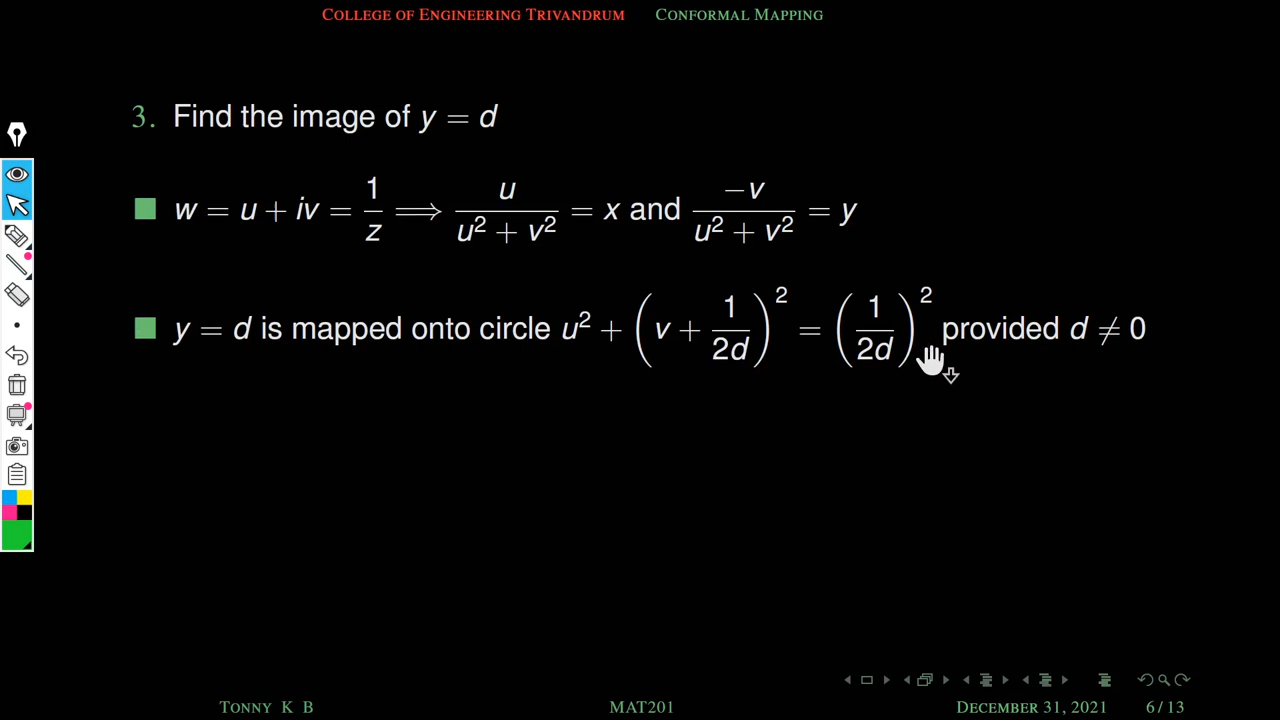 COLLEGE OF ENGINEERING TRIVANDRUM CONFORMAL MAPPING
3. Find the image of y = d
w = u + iv = 1/z ⟹ u/(u² + v²) = x and −v/(u² + v²) = y
y = d is mapped onto circle u² + (v + 1/(2d))² = (1/(2d))² provided d ≠ 0
TONNY K B MAT201 DECEMBER 31, 2021 6 / 13